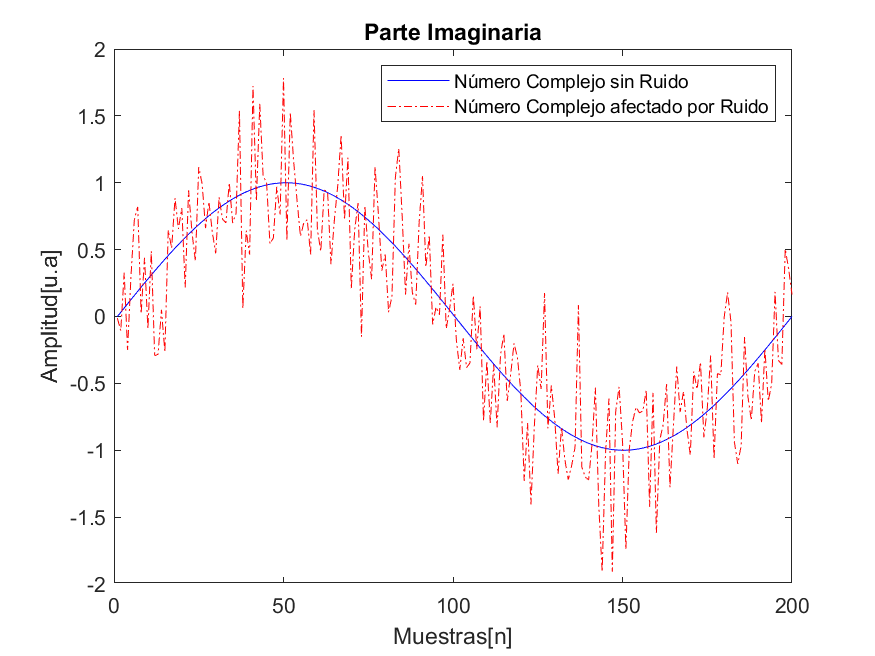 Parte Imaginaria
Número Complejo sin Ruido
Número Complejo afectado por Ruido
Amplitud[u.a]
2
1.5
1
0.5
0
-0.5
-1
-1.5
-2
0 50 100 150 200
Muestras[n]